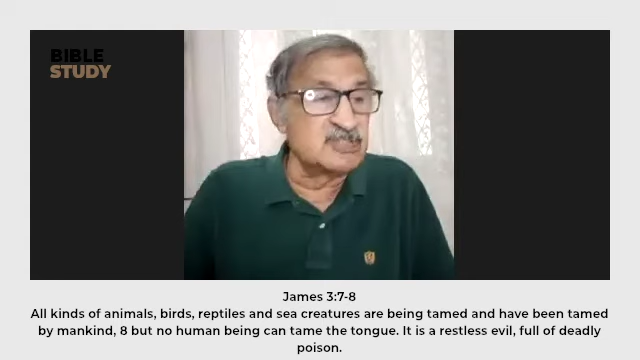 BIBLE
STUDY
James 3:7-8
All kinds of animals, birds, reptiles and sea creatures are being tamed and have been tamed
by mankind, 8 but no human being can tame the tongue. It is a restless evil, full of deadly
poison.